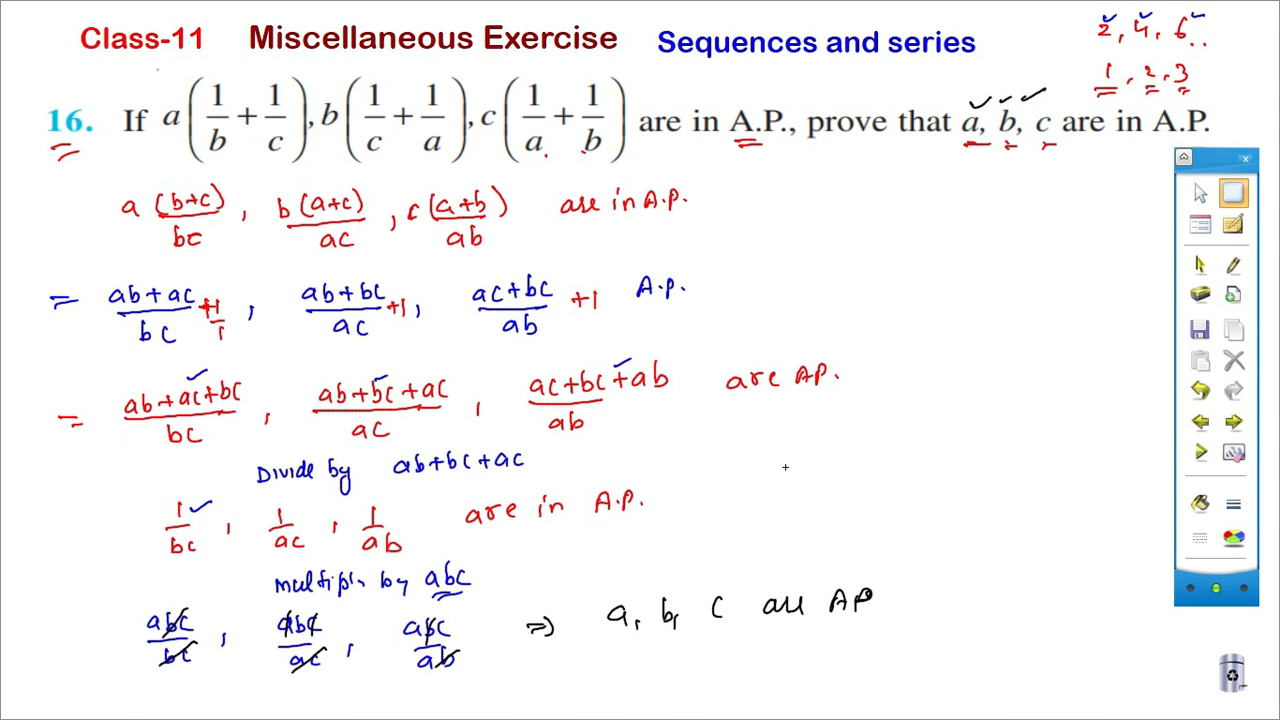 Class-11 Miscellaneous Exercise Sequences and series
2, 4, 6..
1, 2, 3
16. If a(1/b + 1/c), b(1/c + 1/a), c(1/a + 1/b) are in A.P., prove that a, b, c are in A.P.
a (b+c)/bc, b(a+c)/ac, c(a+b)/ab are in A.P.
= ab+ac/bc +1/1, ab+bc/ac +1, ac+bc/ab +1 A.P.
= ab+ac+bc/bc, ab+bc+ac/ac, ac+bc+ab/ab are AP.
Divide by ab+bc+ac
1/bc, 1/ac, 1/ab are in A.P.
multiply by abc
abc/bc, abc/ac, abc/ab ⇒ a, b, c are AP